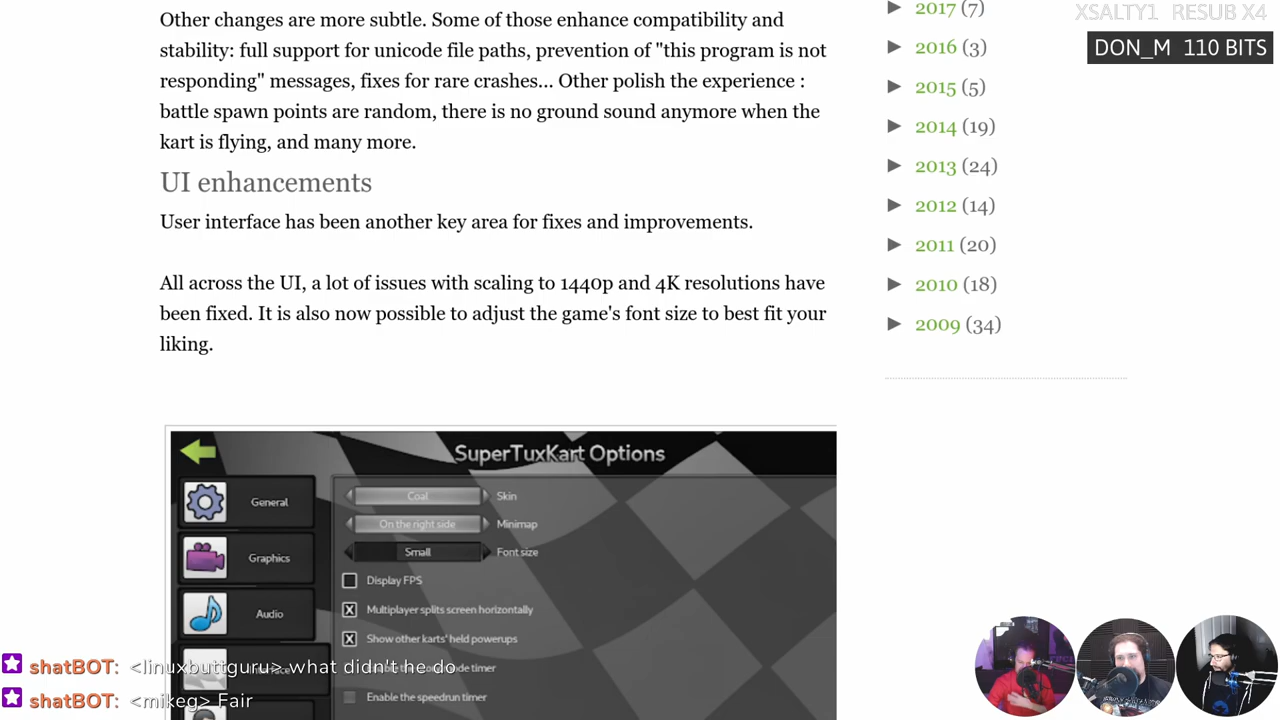 Other changes are more subtle. Some of those enhance compatibility and
stability: full support for unicode file paths, prevention of "this program is not
responding" messages, fixes for rare crashes... Other polish the experience :
battle spawn points are random, there is no ground sound anymore when the
kart is flying, and many more.
UI enhancements
User interface has been another key area for fixes and improvements.
All across the UI, a lot of issues with scaling to 1440p and 4K resolutions have
been fixed. It is also now possible to adjust the game's font size to best fit your
liking.
SuperTuxKart Options
General
Graphics
Audio
Coal Skin
On the right side Minimap
Small Font size
Display FPS
Multiplayer splits screen horizontally
Show other karts' held powerups
timer
Enable the speedrun timer
► 2017 (7)
► 2016 (3)
► 2015 (5)
► 2014 (19)
► 2013 (24)
► 2012 (14)
► 2011 (20)
► 2010 (18)
► 2009 (34)
XSALTY1 RESUB X4
DON_M 110 BITS
shatBOT: <linuxbuttguru> what didn't he do
shatBOT: <mikeg> Fair